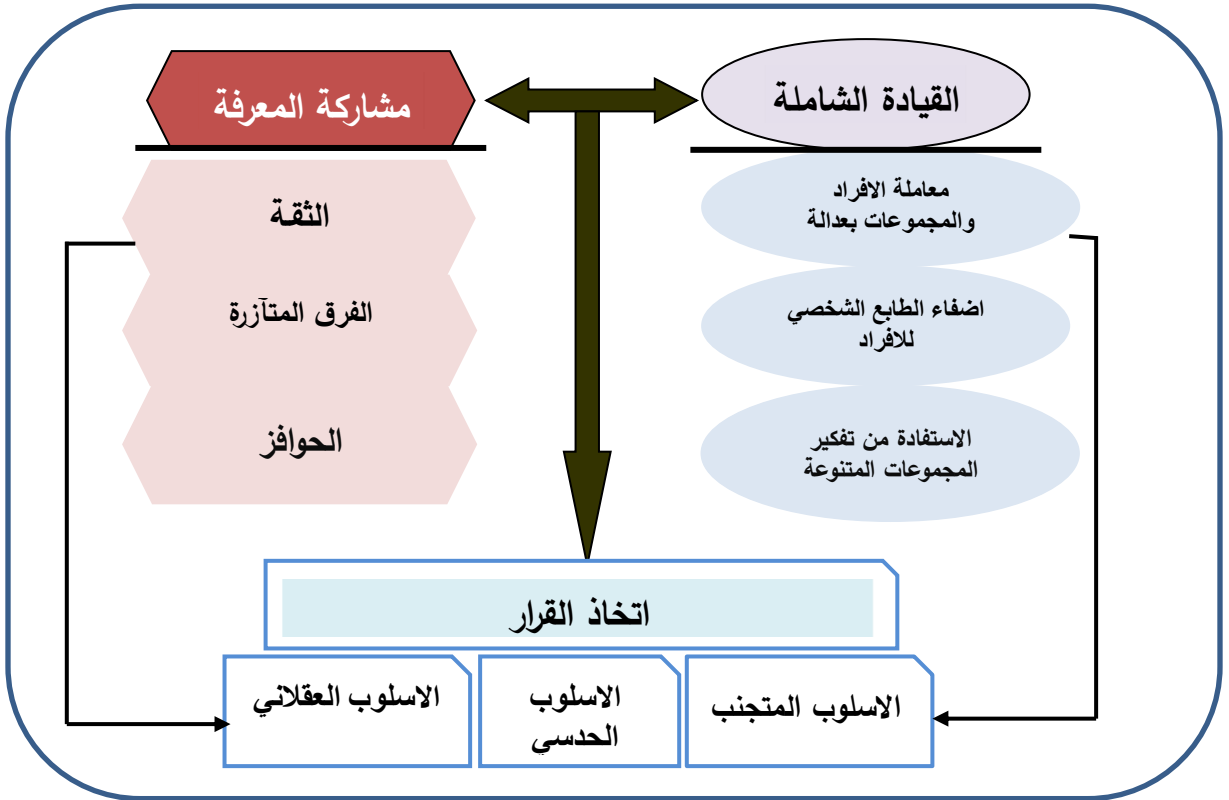 القيادة الشاملة
مشاركة المعرفة
معاملة الافراد
والمجموعات بعدالة
اضفاء الطابع الشخصي
للافراد
الاستفادة من تفكير
المجموعات المتنوعة
الثقة
الفرق المتآزرة
الحوافز
اتخاذ القرار
الاسلوب المتجنب
الاسلوب
الحدسي
الاسلوب العقلاني